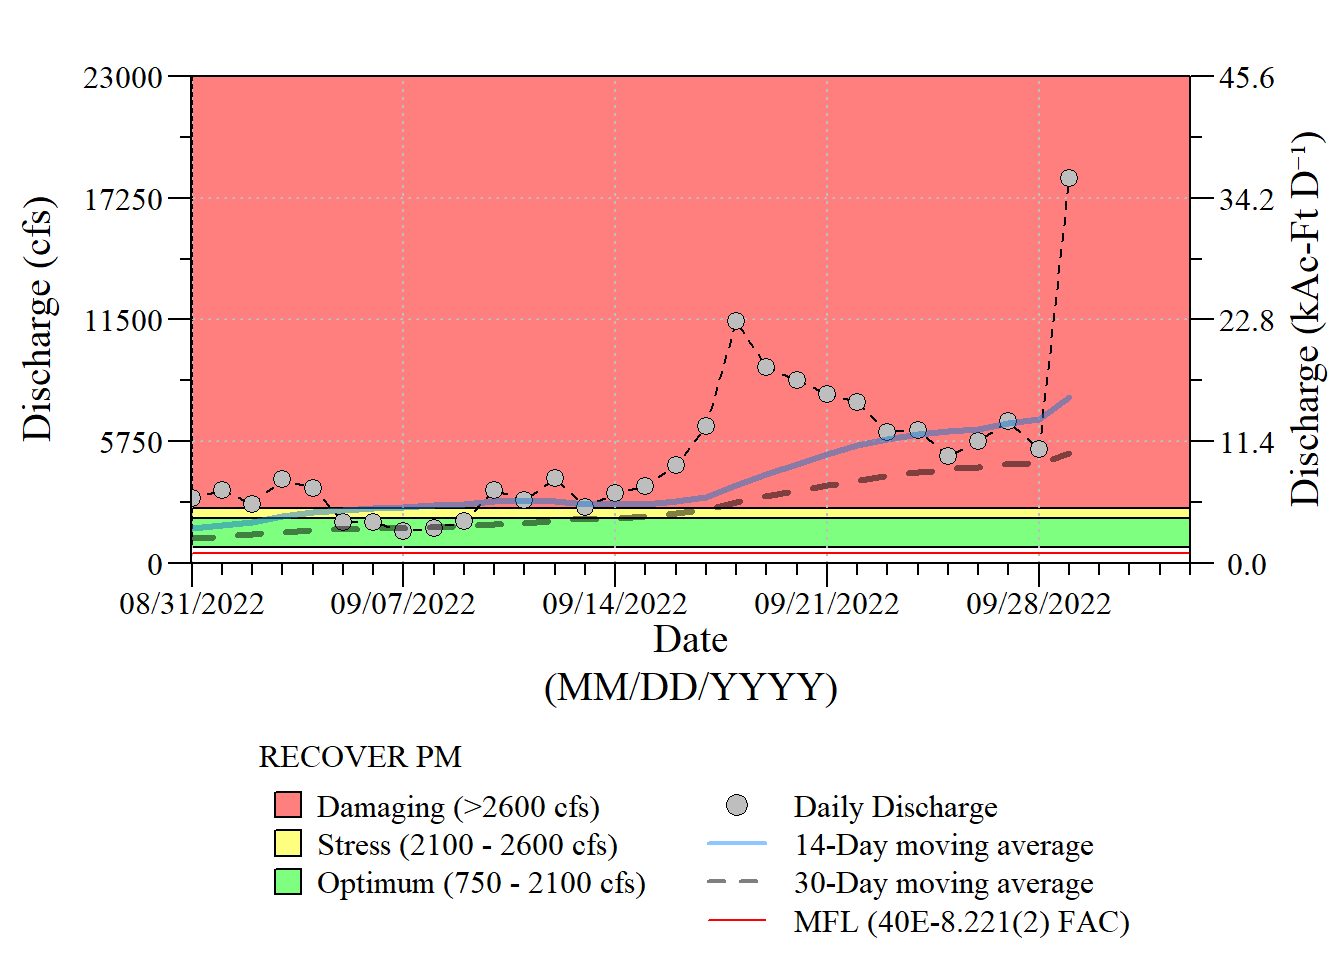 23000
17250
11500
5750
0
Discharge (cfs)
45.6
34.2
22.8
11.4
0.0
Discharge (kAc-Ft D⁻¹)
08/31/2022
09/07/2022
09/14/2022
09/21/2022
09/28/2022
Date
(MM/DD/YYYY)
RECOVER PM
Damaging (>2600 cfs)
Stress (2100 - 2600 cfs)
Optimum (750 - 2100 cfs)
Daily Discharge
14-Day moving average
30-Day moving average
MFL (40E-8.221(2) FAC)